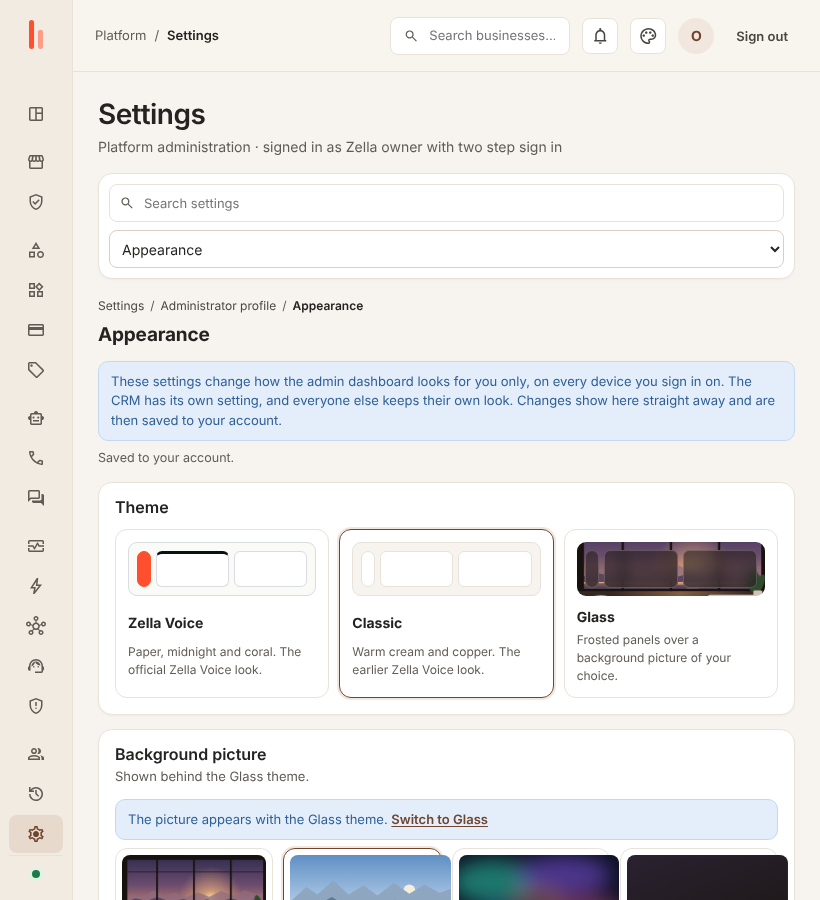 Platform / Settings
Search businesses...
O
Sign out
Settings
Platform administration · signed in as Zella owner with two step sign in
Search settings
Appearance
Settings / Administrator profile / Appearance
Appearance
These settings change how the admin dashboard looks for you only, on every device you sign in on. The
CRM has its own setting, and everyone else keeps their own look. Changes show here straight away and are
then saved to your account.
Saved to your account.
Theme
Zella Voice
Paper, midnight and coral. The
official Zella Voice look.
Classic
Warm cream and copper. The
earlier Zella Voice look.
Glass
Frosted panels over a
background picture of your
choice.
Background picture
Shown behind the Glass theme.
The picture appears with the Glass theme. Switch to Glass